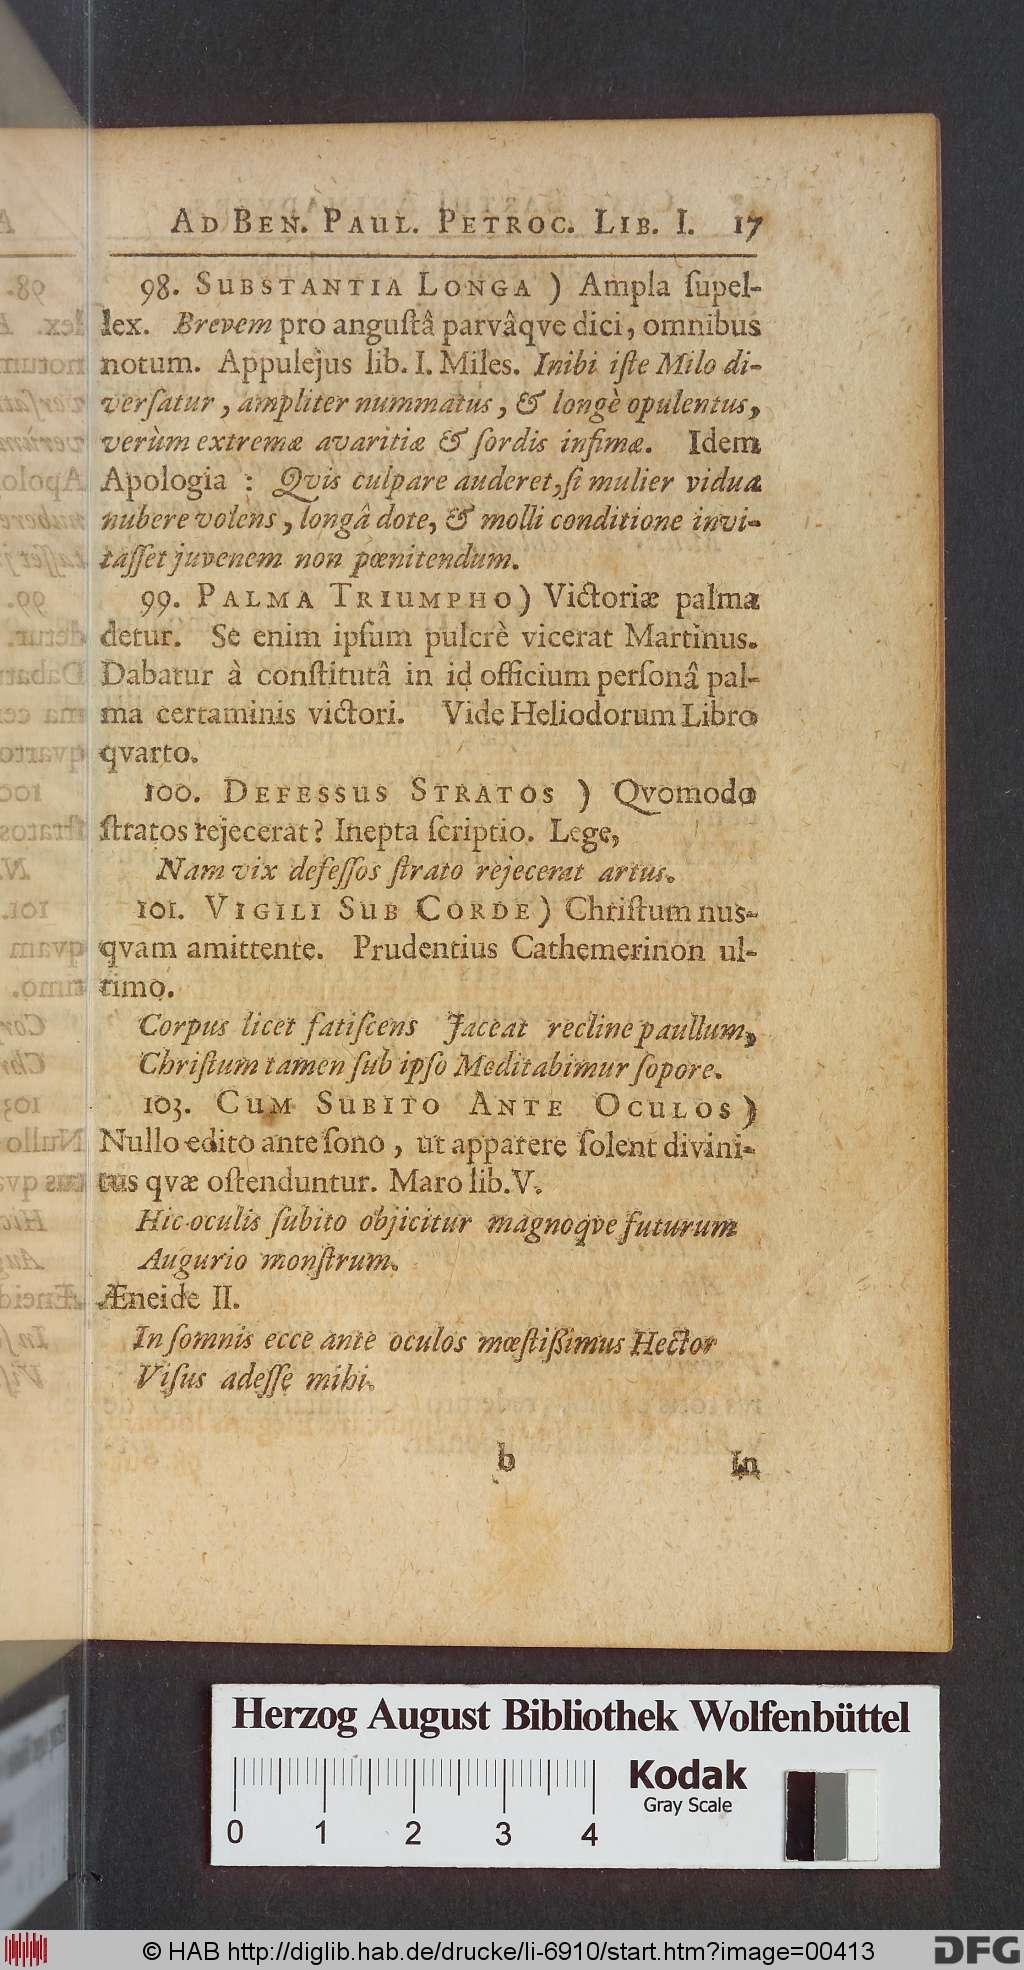 AD BEN. PAUL. PETROC. LIB. I. 17
98. SUBSTANTIA LONGA ) Ampla ſupel-
lex. Brevem pro anguſtâ parvâqve dici, omnibus
notum. Appulejus lib. I. Miles. Inibi iſte Milo di-
verſatur, ampliter nummatus, & longè opulentus,
verùm extremæ avaritiæ & ſordis infimæ. Idem
Apologia : Qvis culpare auderet, ſi mulier vidua
nubere volens, longâ dote, & molli conditione invi-
taſſet juvenem non pœnitendum.
99. PALMA TRIUMPHO) Victoriæ palma
detur. Se enim ipſum pulcrè vicerat Martinus.
Dabatur à conſtitutâ in id officium perſonâ pal-
ma certaminis victori. Vide Heliodorum Libro
qvarto.
100. DEFESSUS STRATOS ) Qvomodo
ſtratos rejecerat? Inepta ſcriptio. Lege,
Nam vix defeſſos ſtrato rejecerat artus.
101. VIGILI SUB CORDE) Chriſtum nus-
qvam amittente. Prudentius Cathemerinon ul-
timo.
Corpus licet fatiſcens Jaceat recline paullum,
Chriſtum tamen ſub ipſo Meditabimur ſopore.
103. CUM SUBITO ANTE OCULOS)
Nullo edito ante ſono, ut apparere ſolent divini-
tus qvæ oſtenduntur. Maro lib. V.
Hic oculis ſubito objicitur magnoqve futurum
Augurio monſtrum.
Æneide II.
In ſomnis ecce ante oculos mœſtiſſimus Hector
Viſus adeſſe mihi.
b In
Herzog August Bibliothek Wolfenbüttel
Kodak
Gray Scale
0 1 2 3 4
© HAB http://diglib.hab.de/drucke/li-6910/start.htm?image=00413
DFG